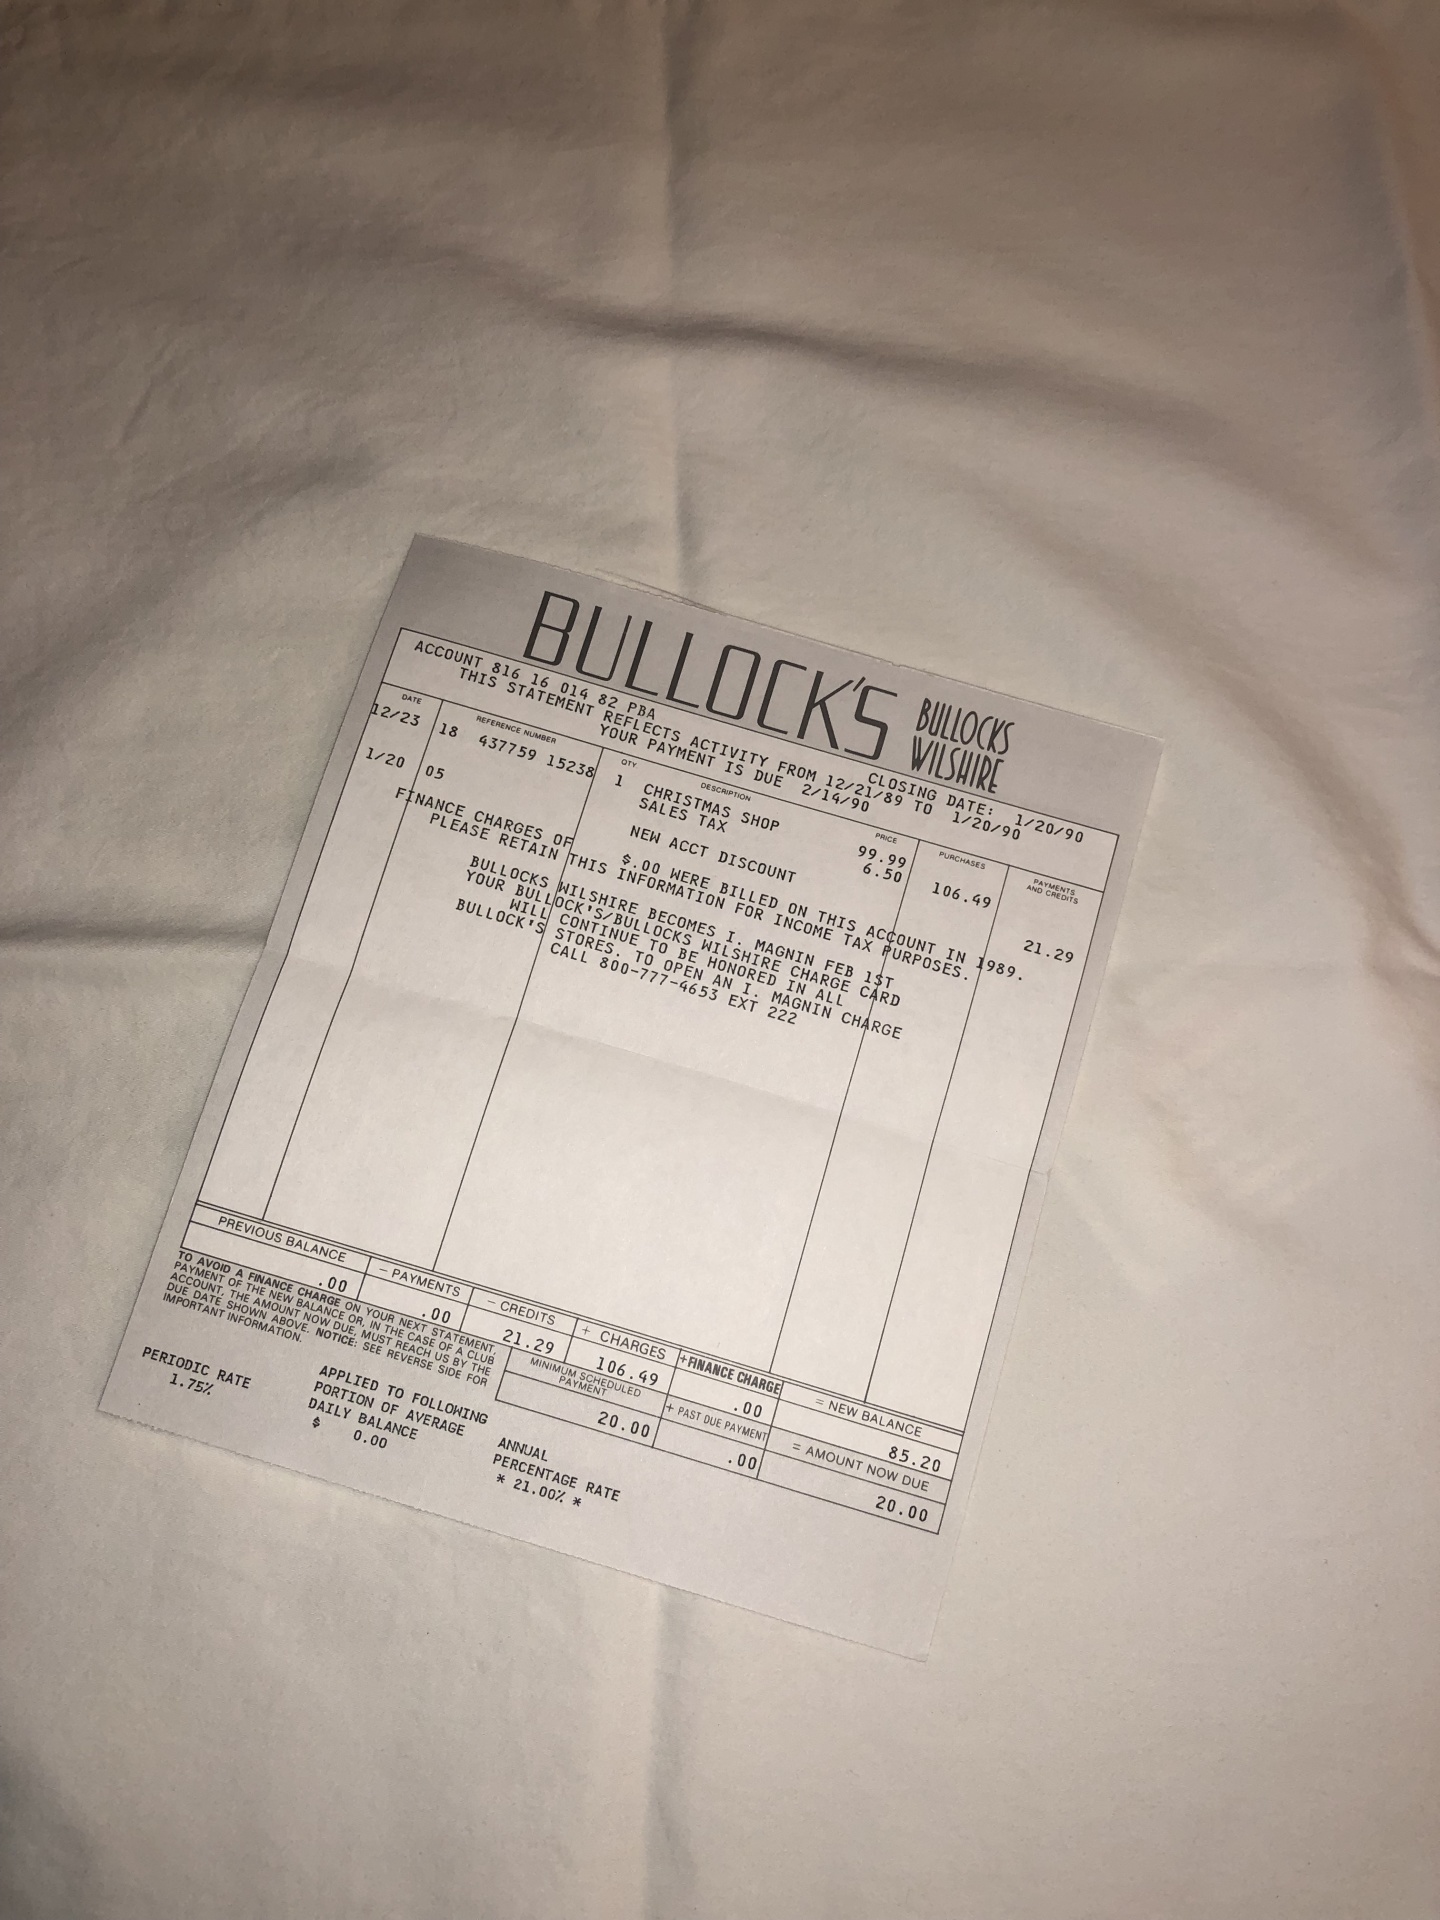 BULLOCK'S BULLOCKS
WILSHIRE
CLOSING DATE: 1/20/90
ACCOUNT 816 16 014 82 PBA
THIS STATEMENT REFLECTS ACTIVITY FROM 12/21/89 TO 1/20/90
YOUR PAYMENT IS DUE 2/14/90
DATE REFERENCE NUMBER QTY DESCRIPTION PRICE PURCHASES PAYMENTS
AND CREDITS
12/23 18 437759 15238 1 CHRISTMAS SHOP 99.99
SALES TAX 6.50 106.49
1/20 05 NEW ACCT DISCOUNT 21.29
FINANCE CHARGES OF $.00 WERE BILLED ON THIS ACCOUNT IN 1989.
PLEASE RETAIN THIS INFORMATION FOR INCOME TAX PURPOSES.
BULLOCKS WILSHIRE BECOMES I. MAGNIN FEB 1ST
YOUR BULLOCK'S/BULLOCKS WILSHIRE CHARGE CARD
WILL CONTINUE TO BE HONORED IN ALL
BULLOCK'S STORES. TO OPEN AN I. MAGNIN CHARGE
CALL 800-777-4653 EXT 222
PREVIOUS BALANCE – PAYMENTS – CREDITS + CHARGES +FINANCE CHARGE = NEW BALANCE
.00 .00 21.29 106.49 .00 85.20
TO AVOID A FINANCE CHARGE ON YOUR NEXT STATEMENT,
PAYMENT OF THE NEW BALANCE OR, IN THE CASE OF A CLUB
ACCOUNT, THE AMOUNT NOW DUE, MUST REACH US BY THE
DUE DATE SHOWN ABOVE. NOTICE: SEE REVERSE SIDE FOR
IMPORTANT INFORMATION.
MINIMUM SCHEDULED
PAYMENT + PAST DUE PAYMENT = AMOUNT NOW DUE
20.00 .00 20.00
PERIODIC RATE
1.75%
APPLIED TO FOLLOWING
PORTION OF AVERAGE
DAILY BALANCE
$ 0.00
ANNUAL
PERCENTAGE RATE
* 21.00% *